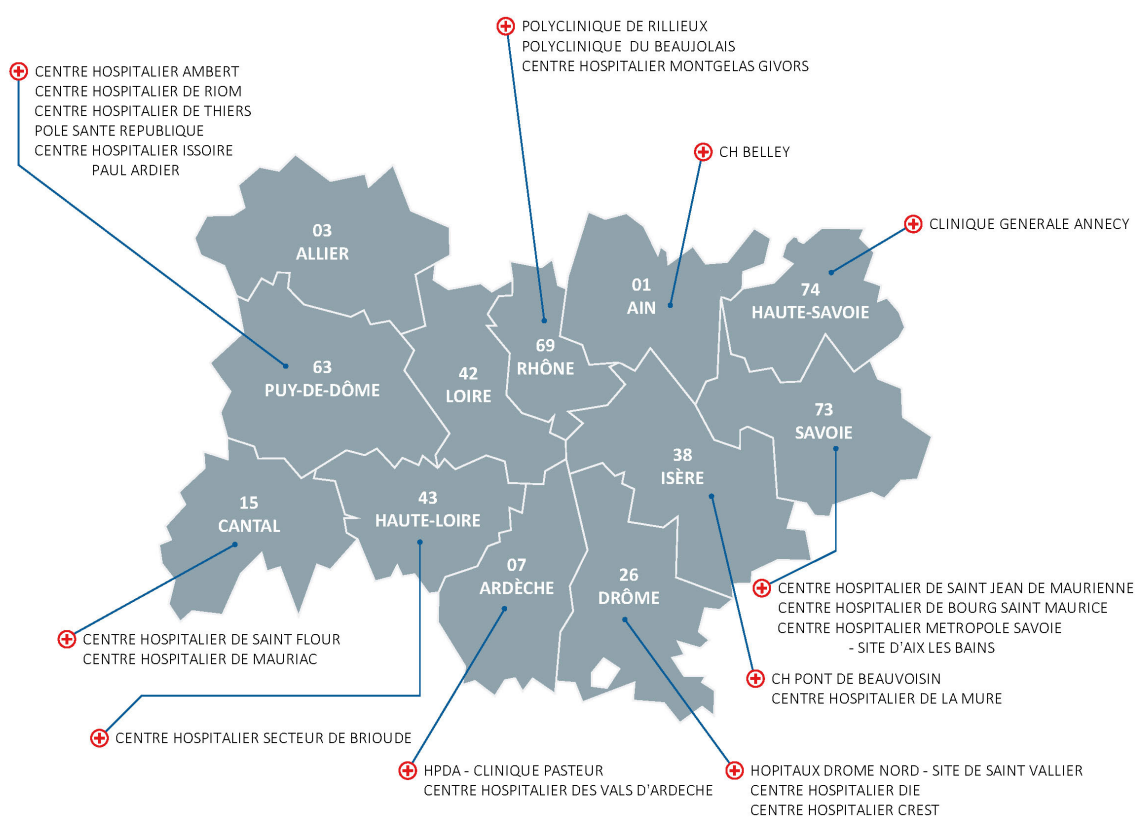 POLYCLINIQUE DE RILLIEUX
POLYCLINIQUE DU BEAUJOLAIS
CENTRE HOSPITALIER MONTGELAS GIVORS
CENTRE HOSPITALIER AMBERT
CENTRE HOSPITALIER DE RIOM
CENTRE HOSPITALIER DE THIERS
POLE SANTE REPUBLIQUE
CENTRE HOSPITALIER ISSOIRE
PAUL ARDIER
CH BELLEY
CLINIQUE GENERALE ANNECY
03
ALLIER
01
AIN
74
HAUTE-SAVOIE
69
RHÔNE
63
PUY-DE-DÔME
42
LOIRE
73
SAVOIE
38
ISÈRE
15
CANTAL
43
HAUTE-LOIRE
07
ARDÈCHE
26
DRÔME
CENTRE HOSPITALIER DE SAINT JEAN DE MAURIENNE
CENTRE HOSPITALIER DE BOURG SAINT MAURICE
CENTRE HOSPITALIER METROPOLE SAVOIE
- SITE D'AIX LES BAINS
CENTRE HOSPITALIER DE SAINT FLOUR
CENTRE HOSPITALIER DE MAURIAC
CH PONT DE BEAUVOISIN
CENTRE HOSPITALIER DE LA MURE
CENTRE HOSPITALIER SECTEUR DE BRIOUDE
HPDA - CLINIQUE PASTEUR
CENTRE HOSPITALIER DES VALS D'ARDECHE
HOPITAUX DROME NORD - SITE DE SAINT VALLIER
CENTRE HOSPITALIER DIE
CENTRE HOSPITALIER CREST